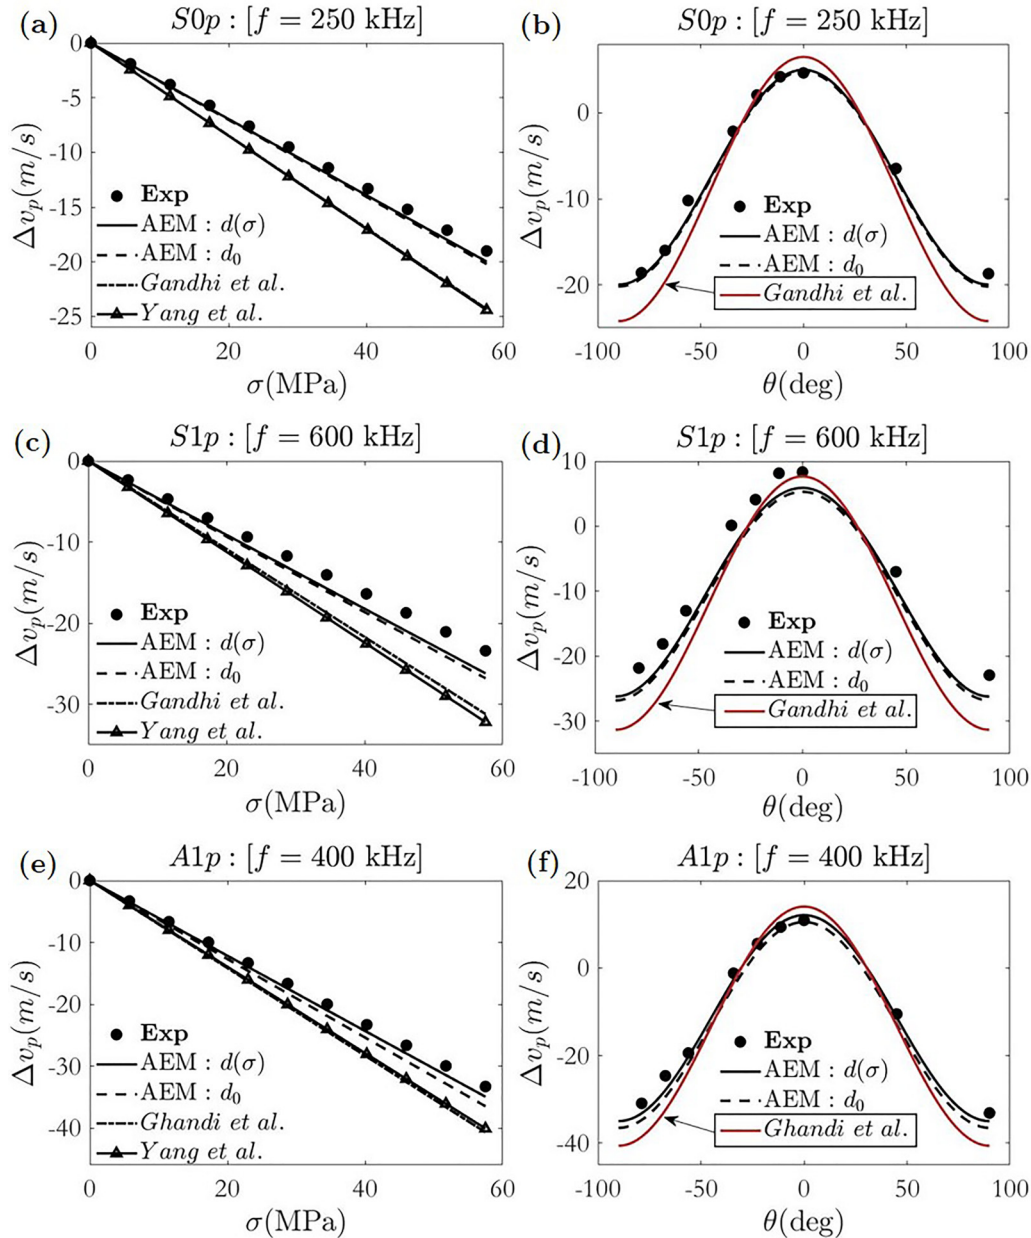 (a) S0p : [f = 250 kHz]
0
-5
-10
-15
-20
-25
Δv_p(m/s)
Exp
AEM : d(σ)
AEM : d_0
Gandhi et al.
Yang et al.
0 20 40 60
σ(MPa)
(b) S0p : [f = 250 kHz]
0
-10
-20
Δv_p(m/s)
Exp
AEM : d(σ)
AEM : d_0
Gandhi et al.
-100 -50 0 50 100
θ(deg)
(c) S1p : [f = 600 kHz]
0
-10
-20
-30
Δv_p(m/s)
Exp
AEM : d(σ)
AEM : d_0
Gandhi et al.
Yang et al.
0 20 40 60
σ(MPa)
(d) S1p : [f = 600 kHz]
10
0
-10
-20
-30
Δv_p(m/s)
Exp
AEM : d(σ)
AEM : d_0
Gandhi et al.
-100 -50 0 50 100
θ(deg)
(e) A1p : [f = 400 kHz]
0
-10
-20
-30
-40
Δv_p(m/s)
Exp
AEM : d(σ)
AEM : d_0
Ghandi et al.
Yang et al.
0 20 40 60
σ(MPa)
(f) A1p : [f = 400 kHz]
20
0
-20
-40
Δv_p(m/s)
Exp
AEM : d(σ)
AEM : d_0
Ghandi et al.
-100 -50 0 50 100
θ(deg)